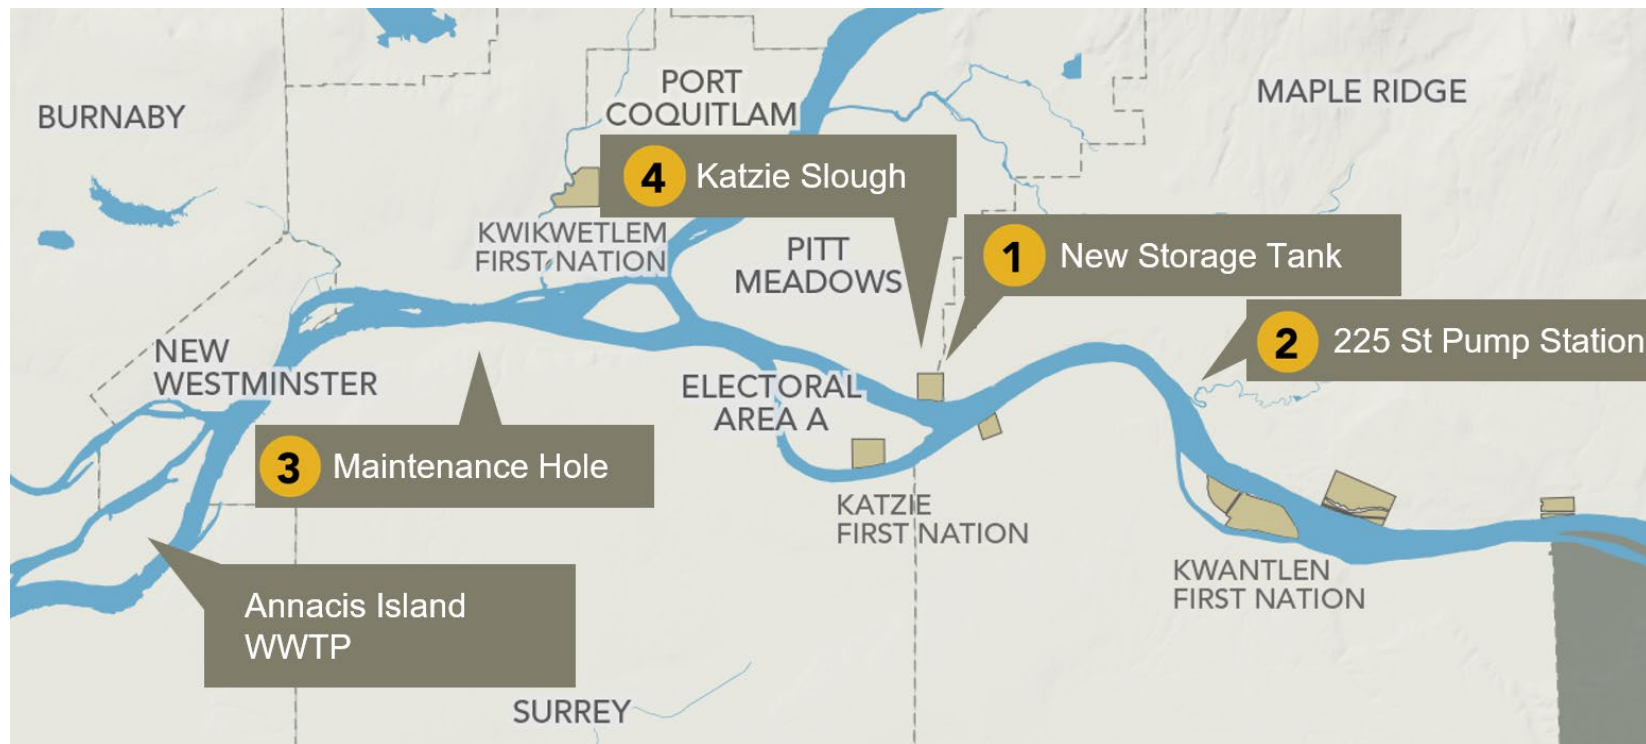 PORT
COQUITLAM
MAPLE RIDGE
BURNABY
4 Katzie Slough
KWIKWETLEM
FIRST NATION
PITT
MEADOWS
1 New Storage Tank
2 225 St Pump Station
NEW
WESTMINSTER
ELECTORAL
AREA A
3 Maintenance Hole
KATZIE
FIRST NATION
KWANTLEN
FIRST NATION
Annacis Island
WWTP
SURREY